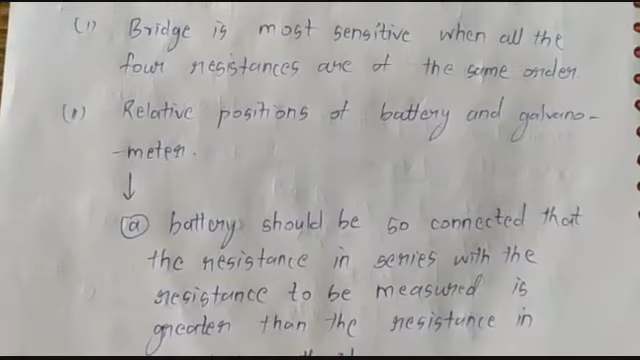 (i) Bridge is most sensitive when all the
four resistances are of the same order.
(ii) Relative positions of battery and galvano-
-meter.
↓
(a) battery should be so connected that
the resistance in series with the
resistance to be measured is
greater than the resistance in